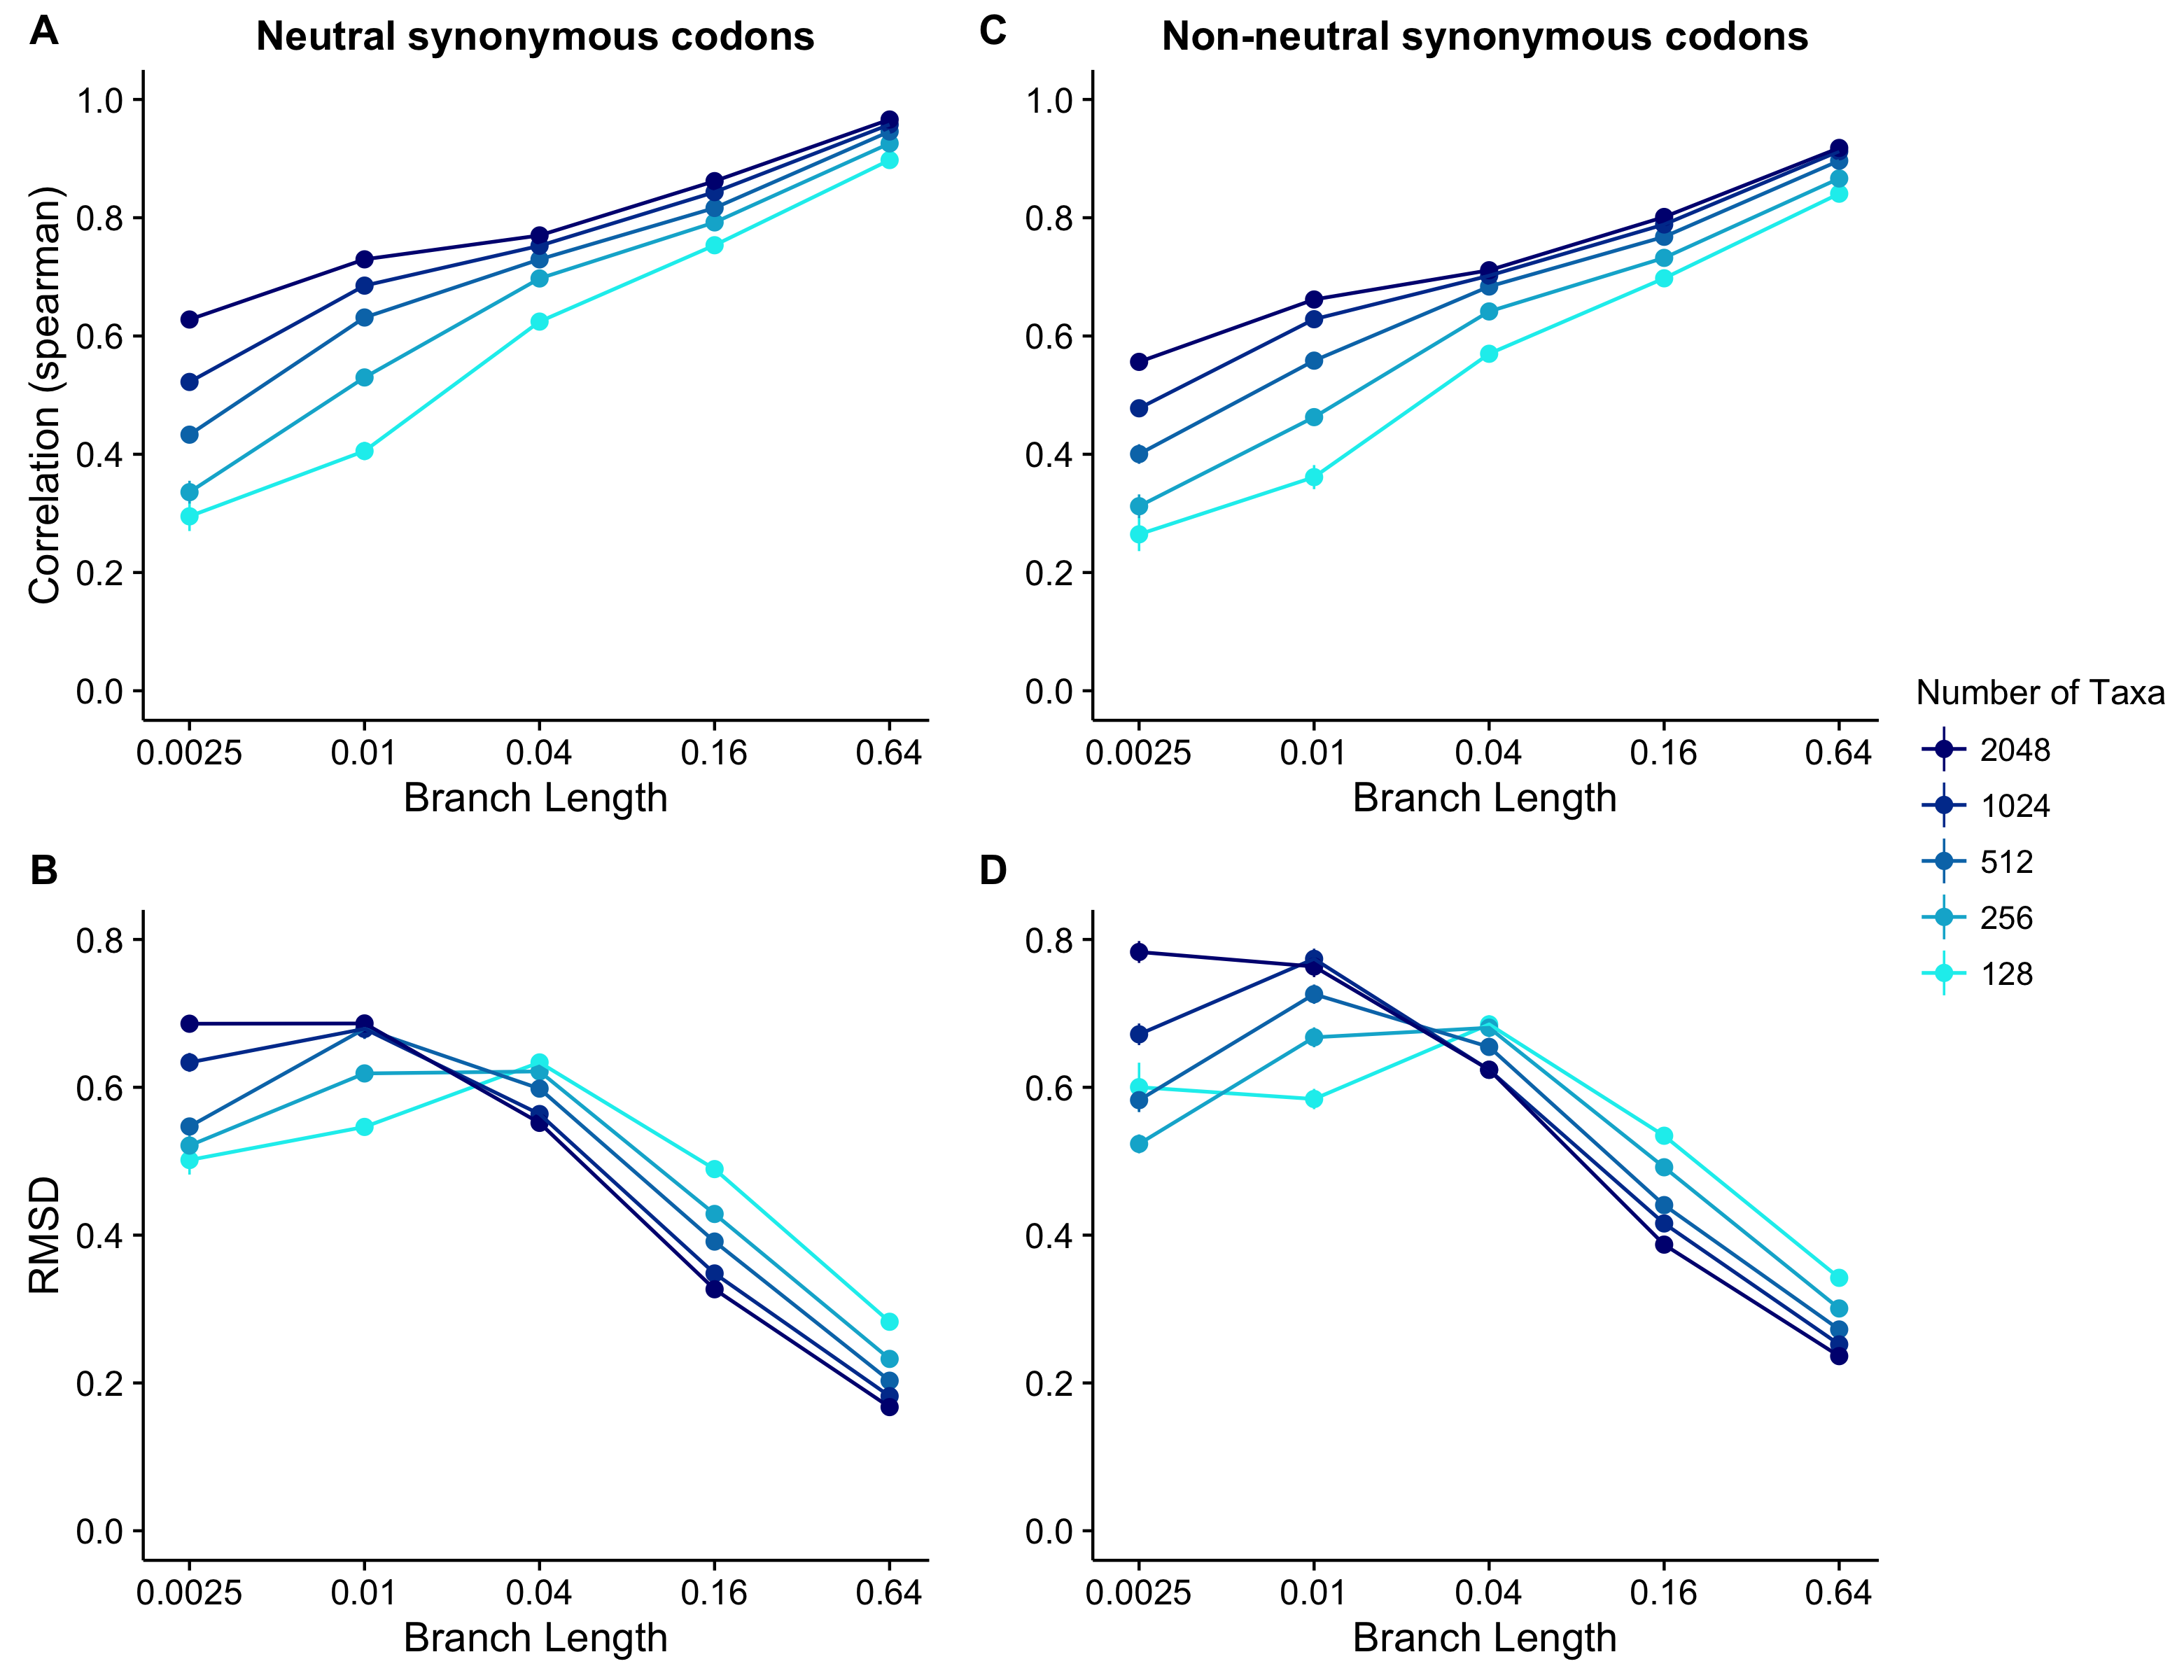 A
Neutral synonymous codons
Correlation (spearman)
1.0
0.8
0.6
0.4
0.2
0.0
0.0025 0.01 0.04 0.16 0.64
Branch Length
C
Non-neutral synonymous codons
1.0
0.8
0.6
0.4
0.2
0.0
0.0025 0.01 0.04 0.16 0.64
Branch Length
B
RMSD
0.8
0.6
0.4
0.2
0.0
0.0025 0.01 0.04 0.16 0.64
Branch Length
D
0.8
0.6
0.4
0.2
0.0
0.0025 0.01 0.04 0.16 0.64
Branch Length
Number of Taxa
2048
1024
512
256
128